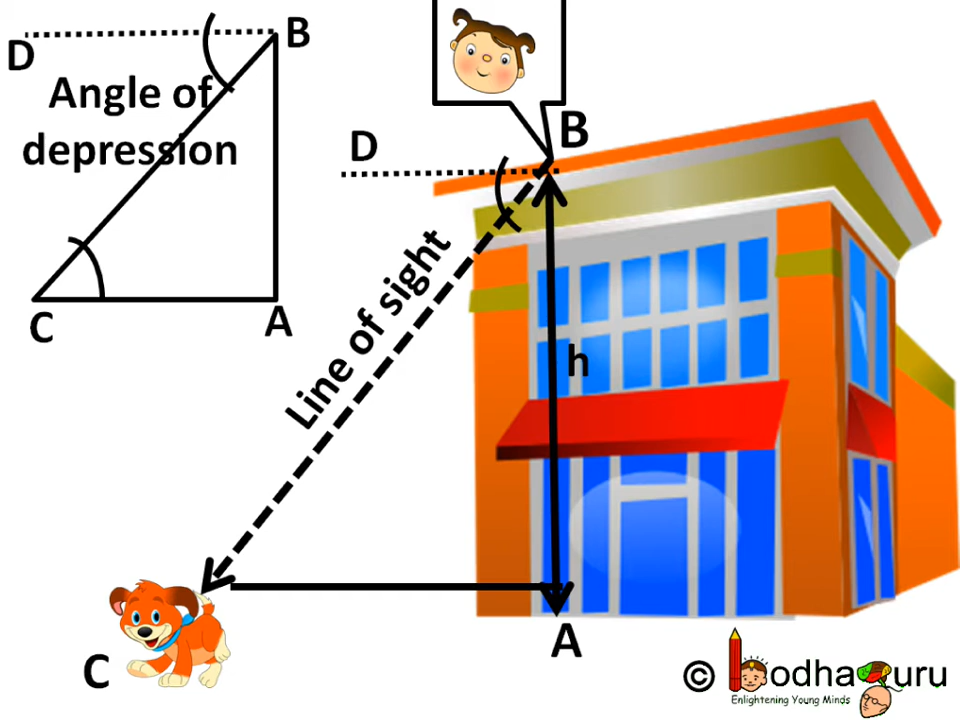 D
B
Angle of
depression
C
A
B
D
Line of sight
h
C
A
© bodhaguru
Enlightening Young Minds